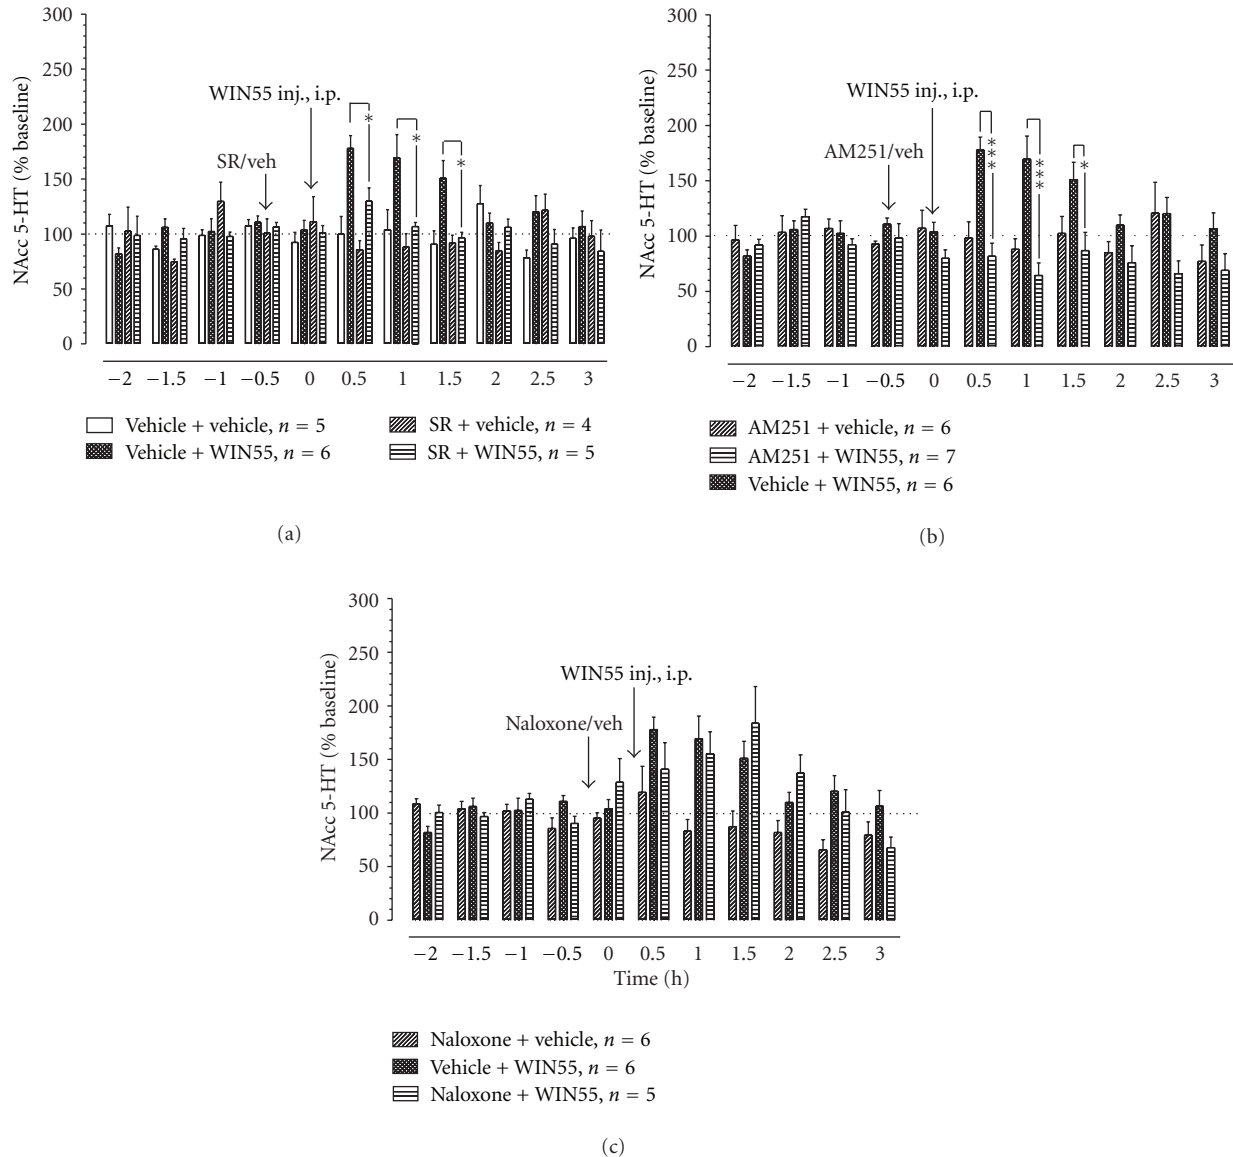 300
250
200
150
100
50
0
NAcc 5-HT (% baseline)
WIN55 inj., i.p.
SR/veh
*
*
*
−2 −1.5 −1 −0.5 0 0.5 1 1.5 2 2.5 3
Vehicle + vehicle, n = 5
Vehicle + WIN55, n = 6
SR + vehicle, n = 4
SR + WIN55, n = 5
(a)
300
250
200
150
100
50
0
NAcc 5-HT (% baseline)
WIN55 inj., i.p.
AM251/veh
***
***
*
−2 −1.5 −1 −0.5 0 0.5 1 1.5 2 2.5 3
AM251 + vehicle, n = 6
AM251 + WIN55, n = 7
Vehicle + WIN55, n = 6
(b)
300
250
200
150
100
50
0
NAcc 5-HT (% baseline)
WIN55 inj., i.p.
Naloxone/veh
−2 −1.5 −1 −0.5 0 0.5 1 1.5 2 2.5 3
Time (h)
Naloxone + vehicle, n = 6
Vehicle + WIN55, n = 6
Naloxone + WIN55, n = 5
(c)